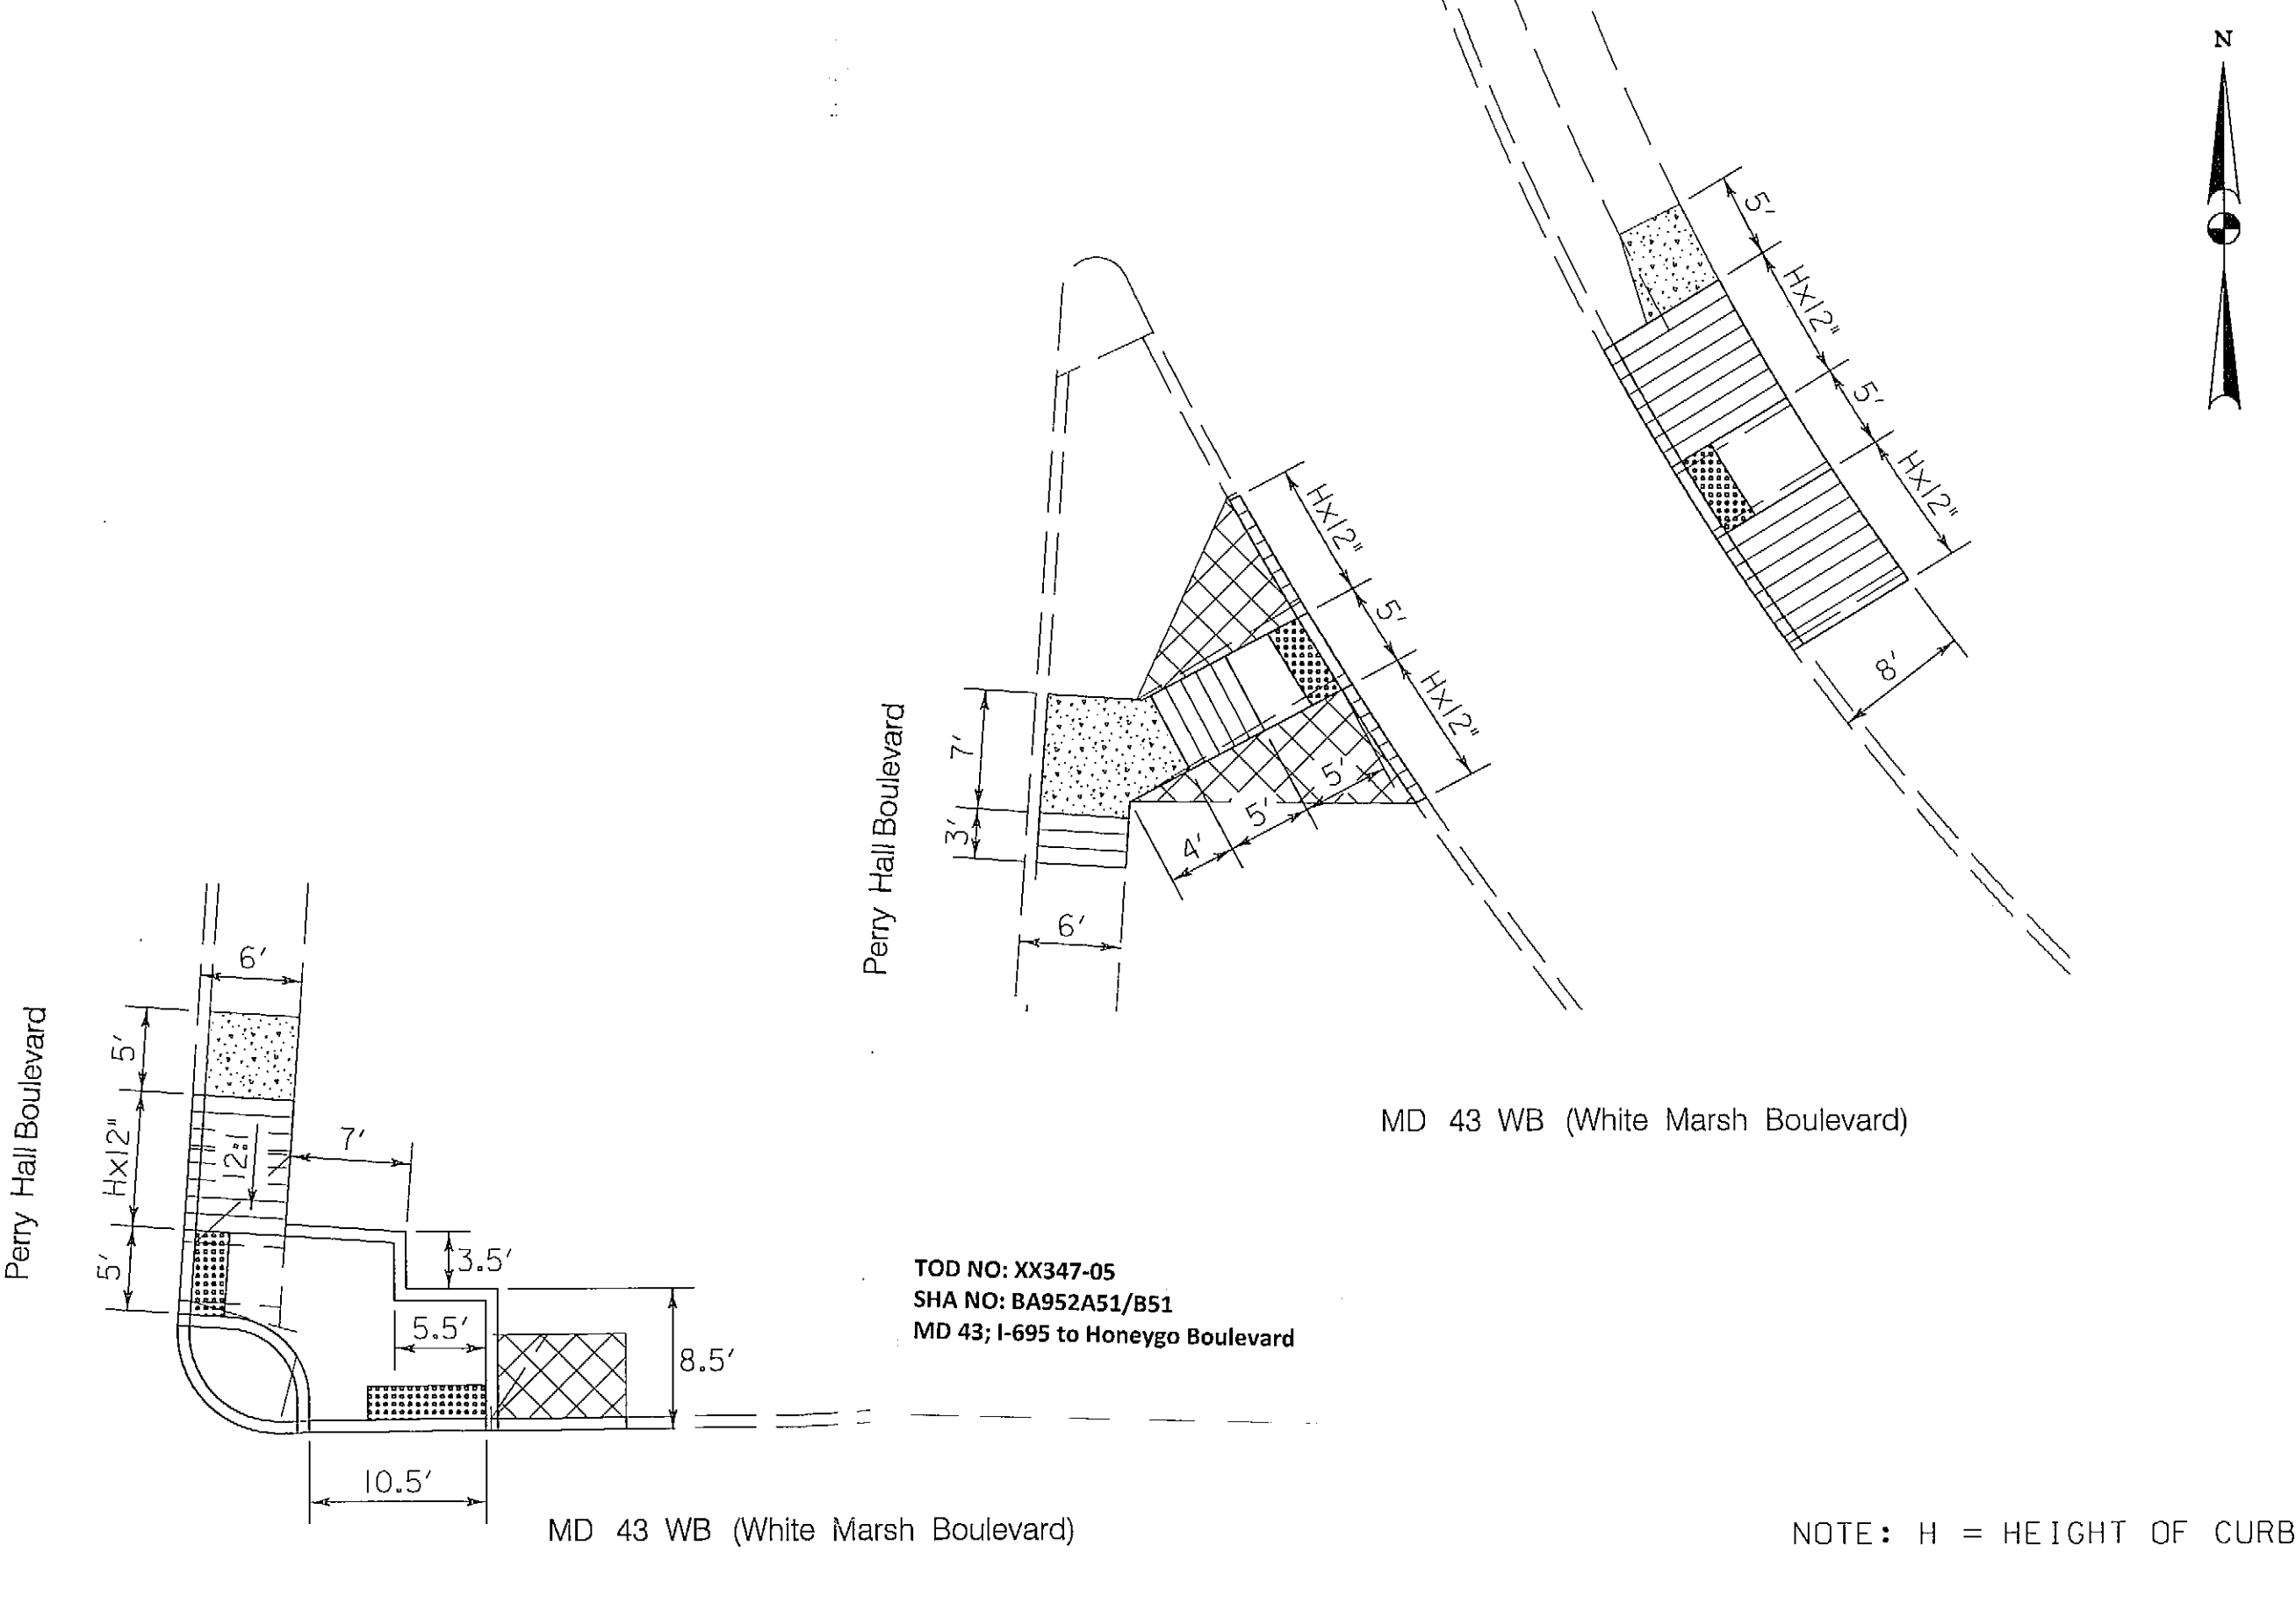 N
5'
Hx12"
5'
Hx12"
8'
Hx12"
5'
Hx12"
Perry Hall Boulevard
7'
3'
5'
5'
4'
6'
6'
Perry Hall Boulevard
5'
Hx12"
12:1
7'
5'
3.5'
5.5'
8.5'
10.5'
MD 43 WB (White Marsh Boulevard)
TOD NO: XX347-05
SHA NO: BA952A51/B51
MD 43; I-695 to Honeygo Boulevard
MD 43 WB (White Marsh Boulevard)
NOTE: H = HEIGHT OF CURB